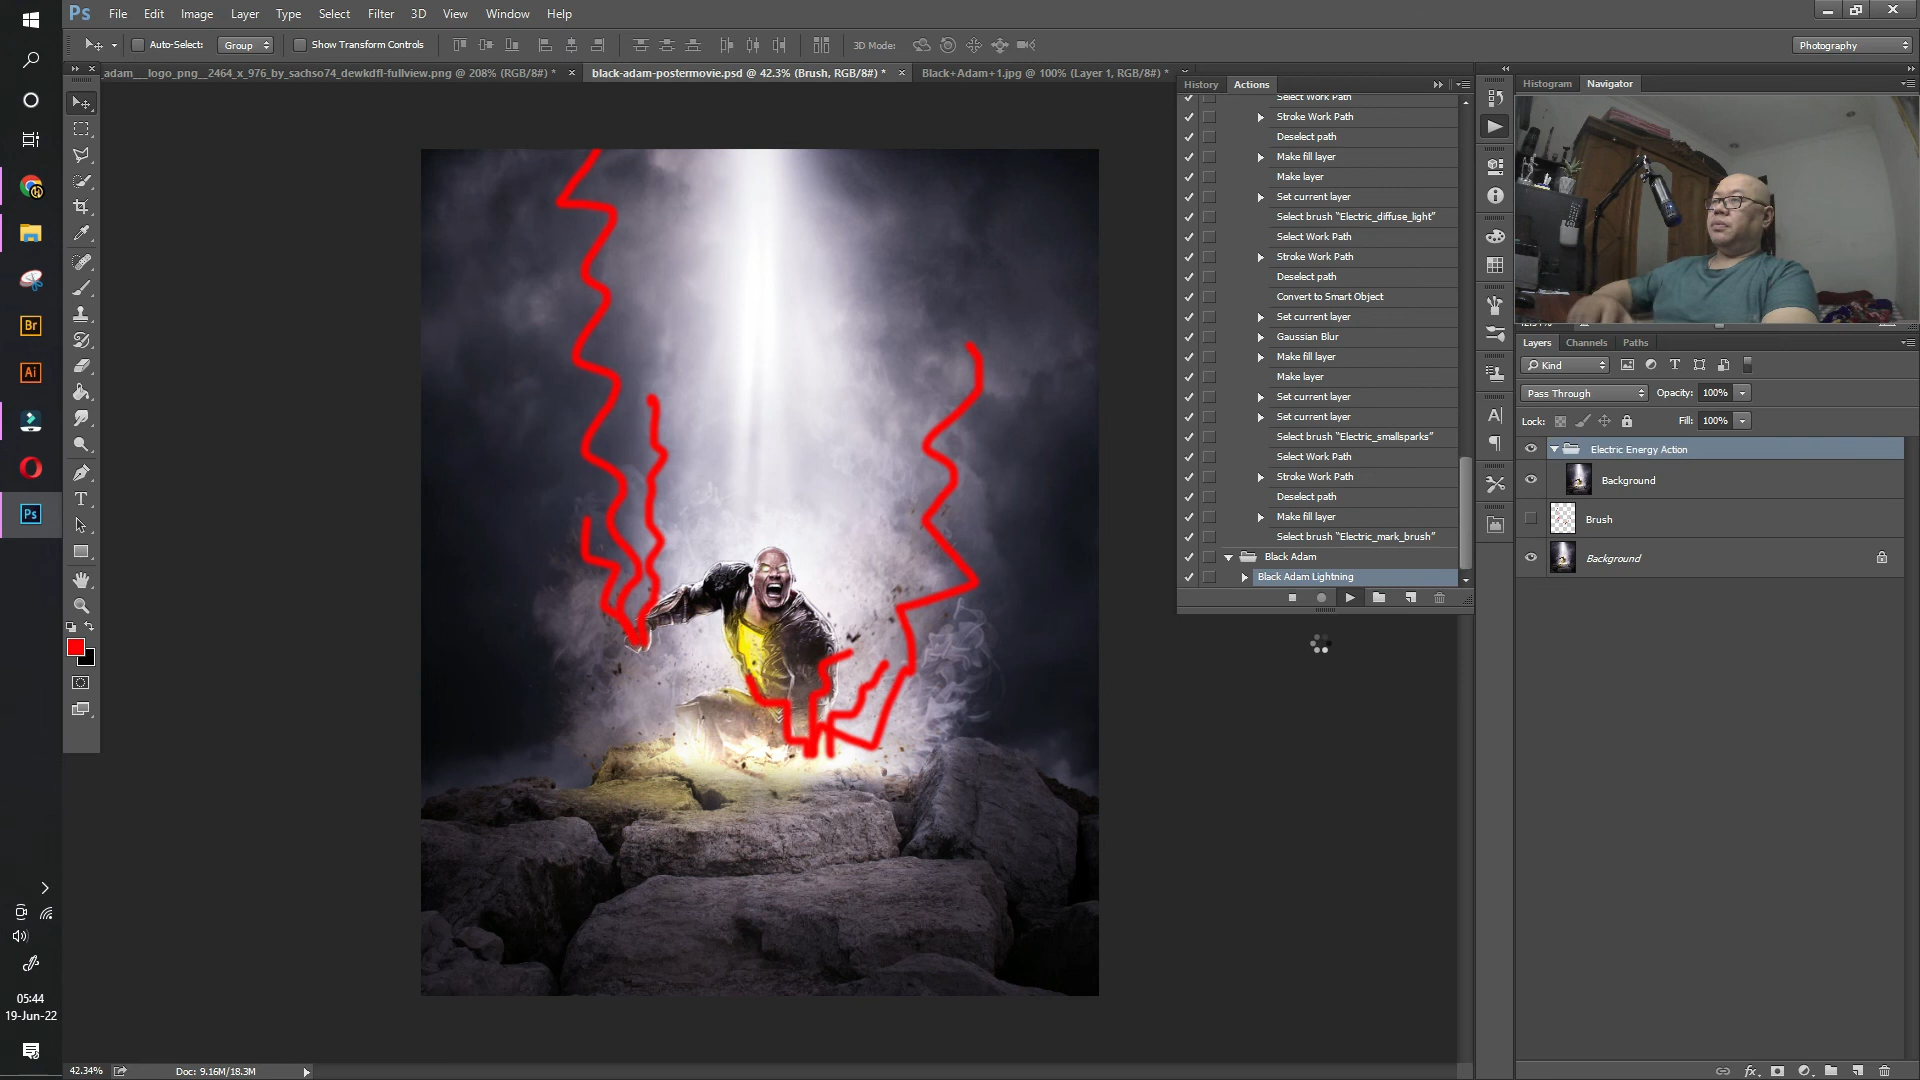 Ps File Edit Image Layer Type Select Filter 3D View Window Help
Auto-Select: Group Show Transform Controls 3D Mode: Photography
_adam___logo_png__2464_x_976_by_sachso74_dewkdfl-fullview.png @ 208% (RGB/8#) * × black-adam-postermovie.psd @ 42.3% (Brush, RGB/8#) * × Black+Adam+1.jpg @ 100% (Layer 1, RGB/8#) *
History Actions
Histogram Navigator
Select Work Path
Stroke Work Path
Deselect path
Make fill layer
Make layer
Set current layer
Select brush "Electric_diffuse_light"
Select Work Path
Stroke Work Path
Deselect path
Convert to Smart Object
Set current layer
Gaussian Blur
Make fill layer
Make layer
Set current layer
Set current layer
Select brush "Electric_smallsparks"
Select Work Path
Stroke Work Path
Deselect path
Make fill layer
Select brush "Electric_mark_brush"
Black Adam
Black Adam Lightning
Layers Channels Paths
Kind
Pass Through Opacity: 100%
Lock: Fill: 100%
Electric Energy Action
Background
Brush
Background
Br
Ai
Ps
05:44
19-Jun-22
42.34% Doc: 9.16M/18.3M